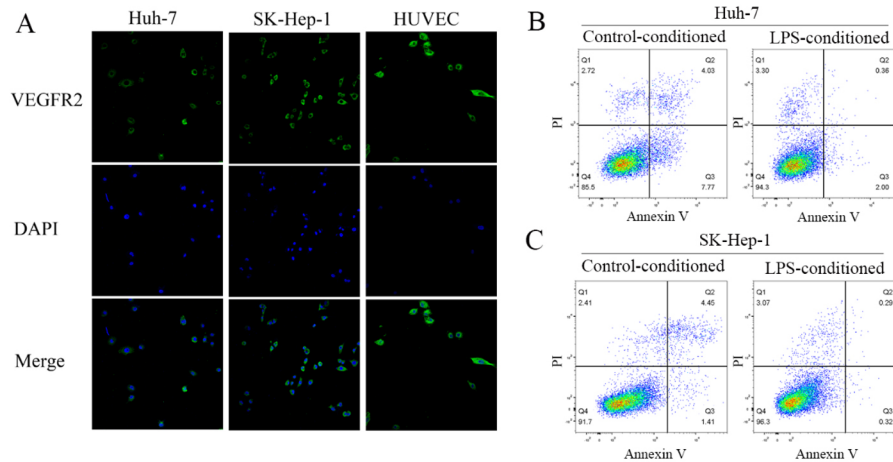 A
Huh-7
SK-Hep-1
HUVEC
VEGFR2
DAPI
Merge
B
Huh-7
Control-conditioned
LPS-conditioned
Q1
2.72
Q2
4.03
Q4
85.5
Q3
7.77
PI
Annexin V
Q1
3.30
Q2
0.36
Q4
94.3
Q3
2.00
Annexin V
C
SK-Hep-1
Control-conditioned
LPS-conditioned
Q1
2.41
Q2
4.45
Q4
91.7
Q3
1.41
PI
Annexin V
Q1
3.07
Q2
0.29
Q4
96.3
Q3
0.32
Annexin V